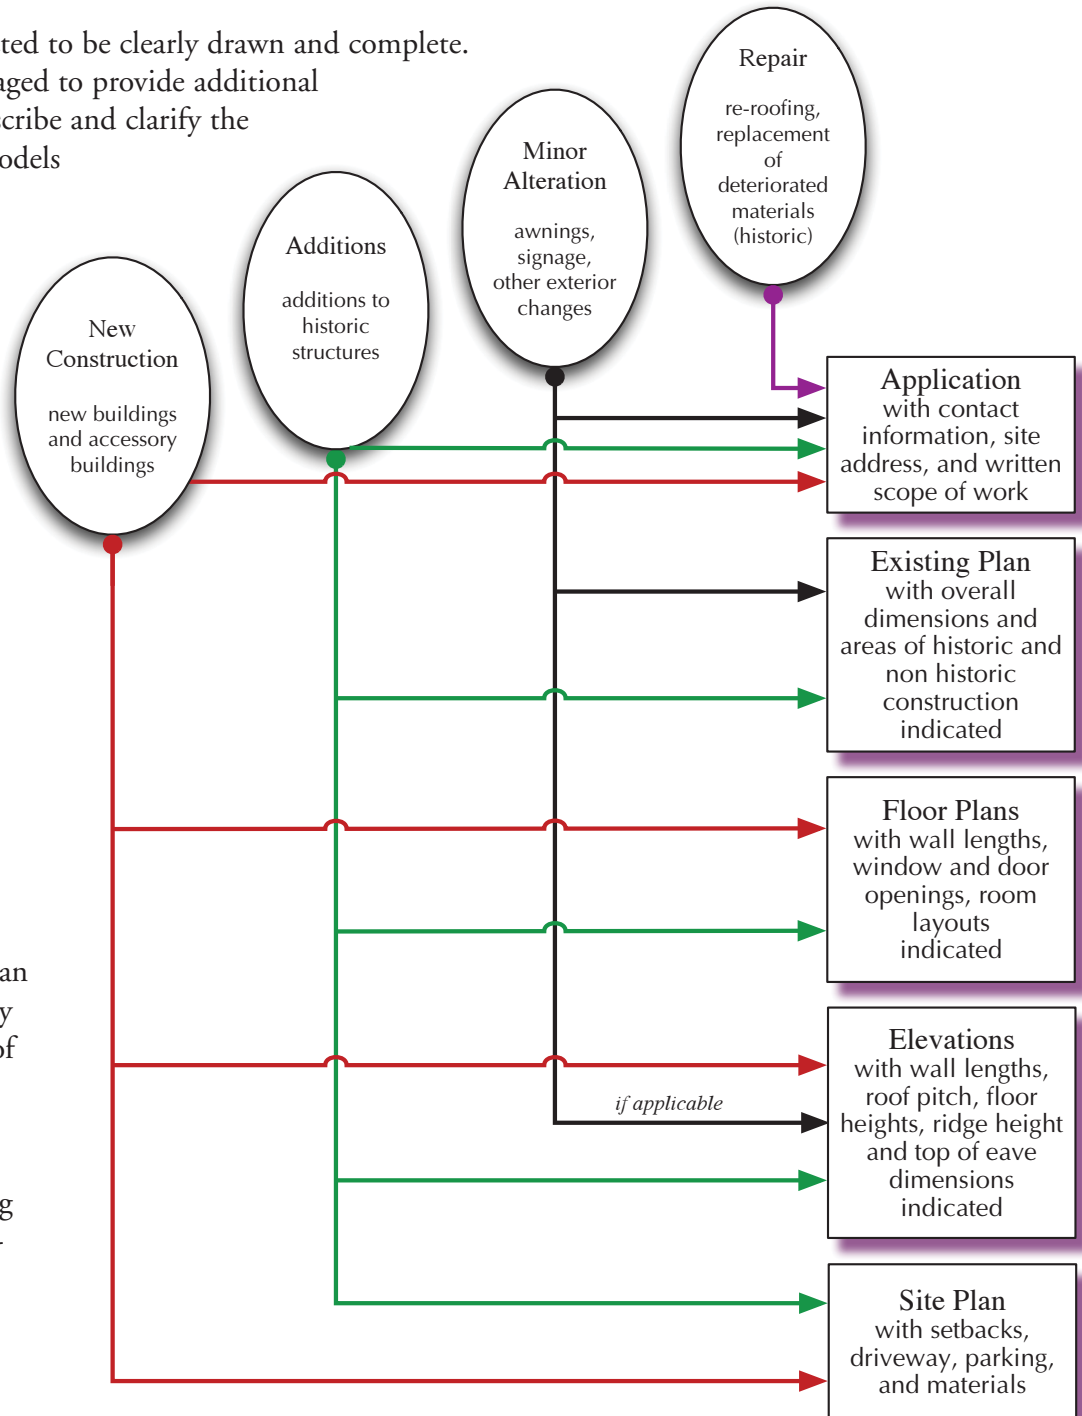 ted to be clearly drawn and complete.
aged to provide additional
scribe and clarify the
odels
Repair
re-roofing,
replacement
of
deteriorated
materials
(historic)
Minor
Alteration
awnings,
signage,
other exterior
changes
Additions
additions to
historic
structures
New
Construction
new buildings
and accessory
buildings
Application
with contact
information, site
address, and written
scope of work
Existing Plan
with overall
dimensions and
areas of historic and
non historic
construction
indicated
Floor Plans
with wall lengths,
window and door
openings, room
layouts
indicated
an
y
of
Elevations
with wall lengths,
roof pitch, floor
heights, ridge height
and top of eave
dimensions
indicated
if applicable
g
-
Site Plan
with setbacks,
driveway, parking,
and materials